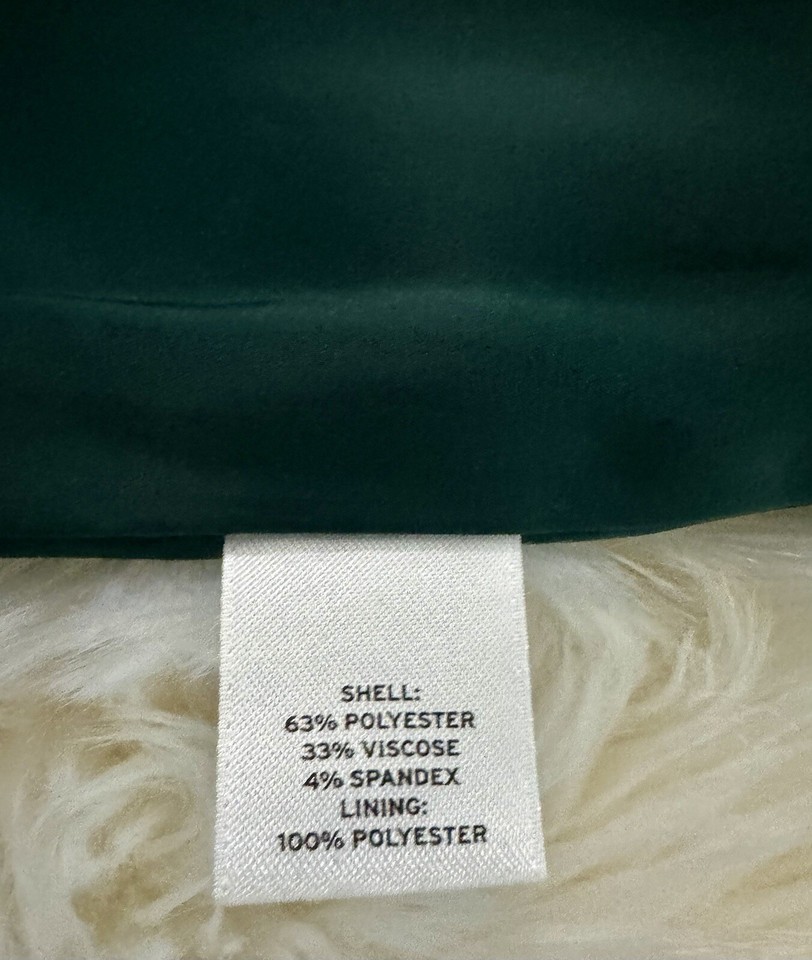 SHELL:
63% POLYESTER
33% VISCOSE
4% SPANDEX
LINING:
100% POLYESTER